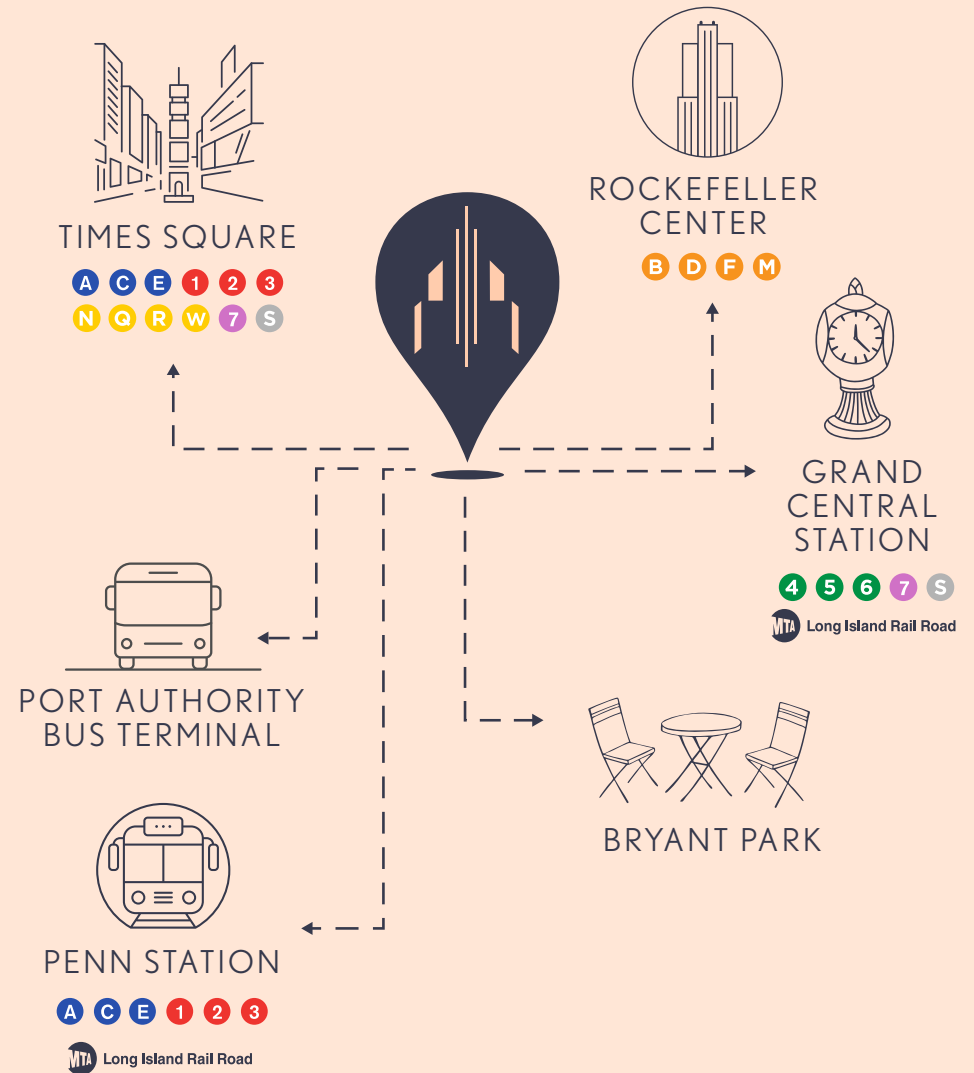 TIMES SQUARE
A C E 1 2 3
N Q R W 7 S
ROCKEFELLER
CENTER
B D F M
GRAND
CENTRAL
STATION
4 5 6 7 S
MTA Long Island Rail Road
PORT AUTHORITY
BUS TERMINAL
BRYANT PARK
PENN STATION
A C E 1 2 3
MTA Long Island Rail Road